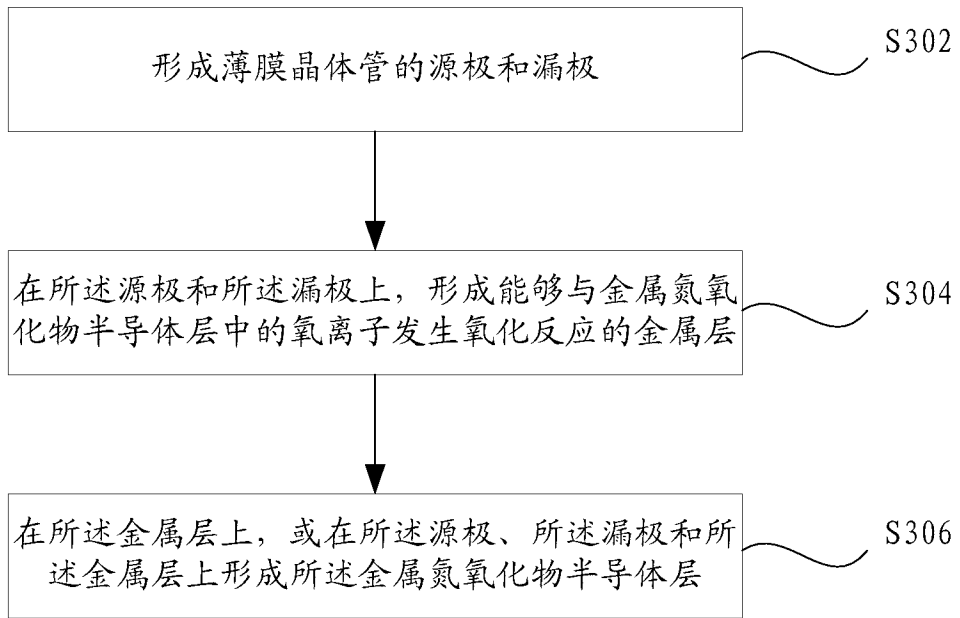 形成薄膜晶体管的源极和漏极
S302
在所述源极和所述漏极上，形成能够与金属氮氧
化物半导体层中的氧离子发生氧化反应的金属层
S304
在所述金属层上，或在所述源极、所述漏极和所
述金属层上形成所述金属氮氧化物半导体层
S306